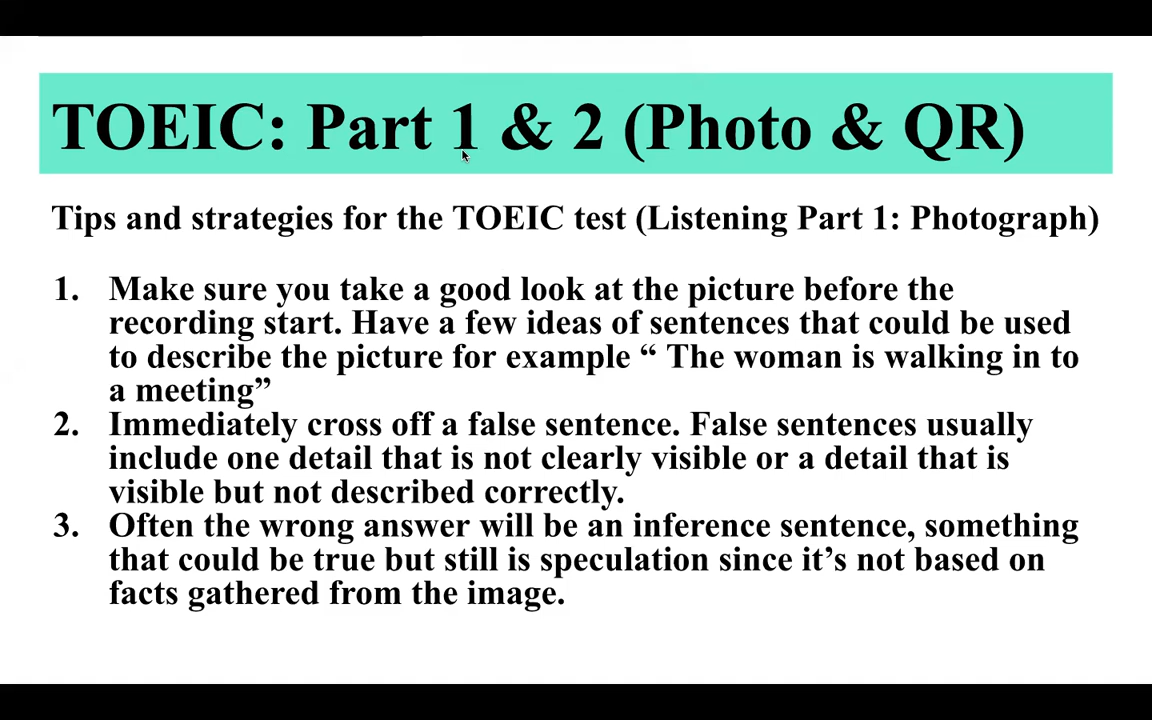 TOEIC: Part 1 & 2 (Photo & QR)
Tips and strategies for the TOEIC test (Listening Part 1: Photograph)
1. Make sure you take a good look at the picture before the
recording start. Have a few ideas of sentences that could be used
to describe the picture for example “ The woman is walking in to
a meeting”
2. Immediately cross off a false sentence. False sentences usually
include one detail that is not clearly visible or a detail that is
visible but not described correctly.
3. Often the wrong answer will be an inference sentence, something
that could be true but still is speculation since it’s not based on
facts gathered from the image.